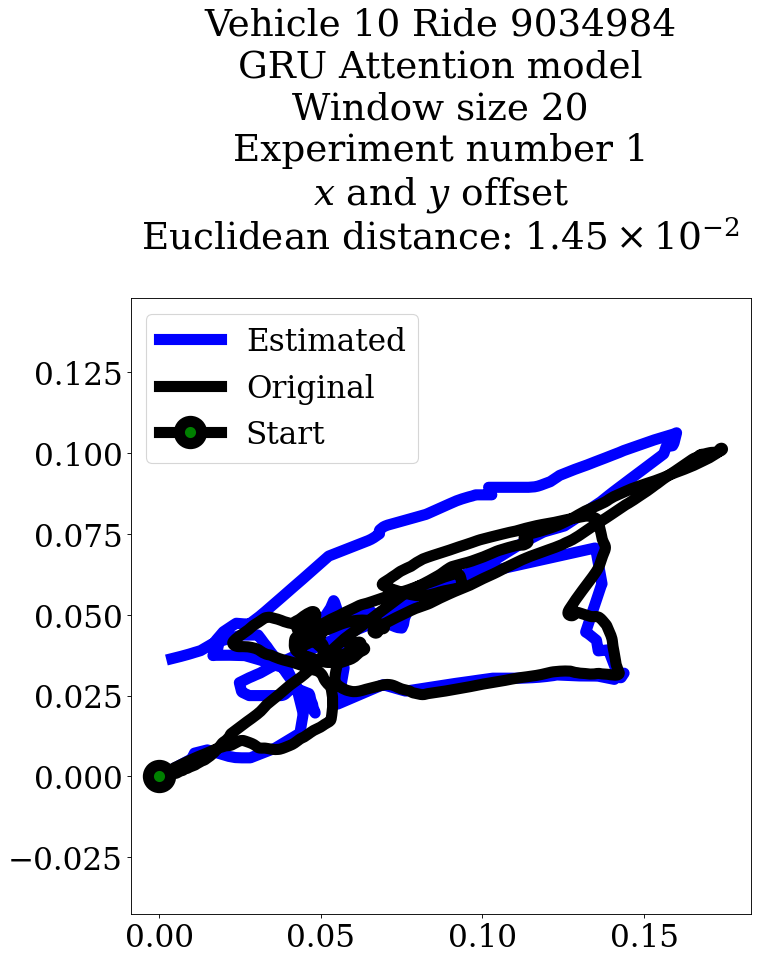 Vehicle 10 Ride 9034984
GRU Attention model
Window size 20
Experiment number 1
x and y offset
Euclidean distance: 1.45 × 10⁻²
Estimated
Original
Start
0.125
0.100
0.075
0.050
0.025
0.000
−0.025
0.00 0.05 0.10 0.15